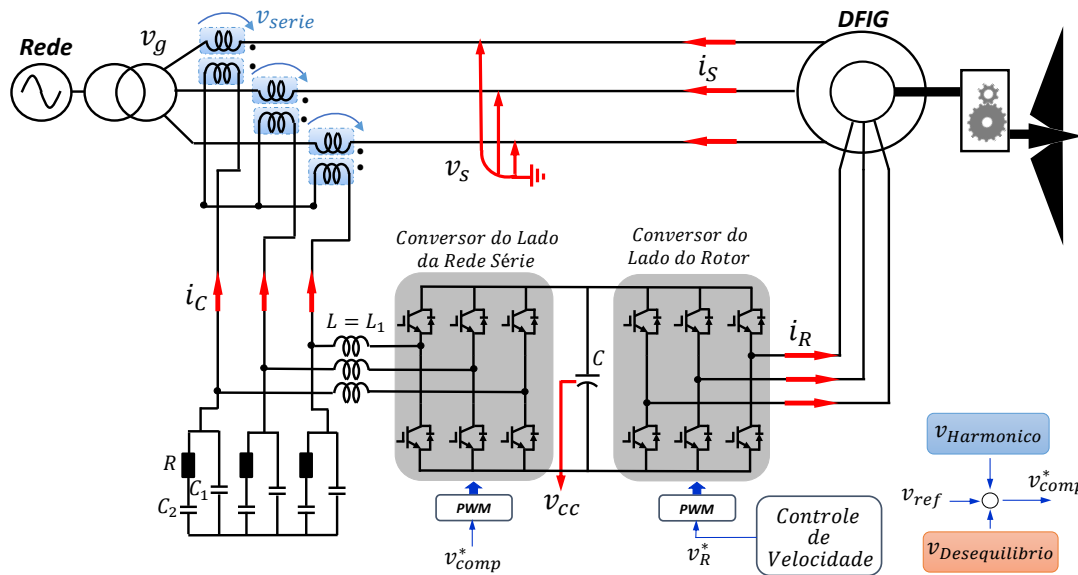 Rede
v_g
v_serie
DFIG
i_S
v_s
Conversor do Lado
da Rede Série
Conversor do
Lado do Rotor
i_C
L = L_1
C
i_R
R
C_1
C_2
PWM
v_cc
PWM
v*_comp
v*_R
Controle
de
Velocidade
v_Harmonico
v_ref
v*_comp
v_Desequilibrio